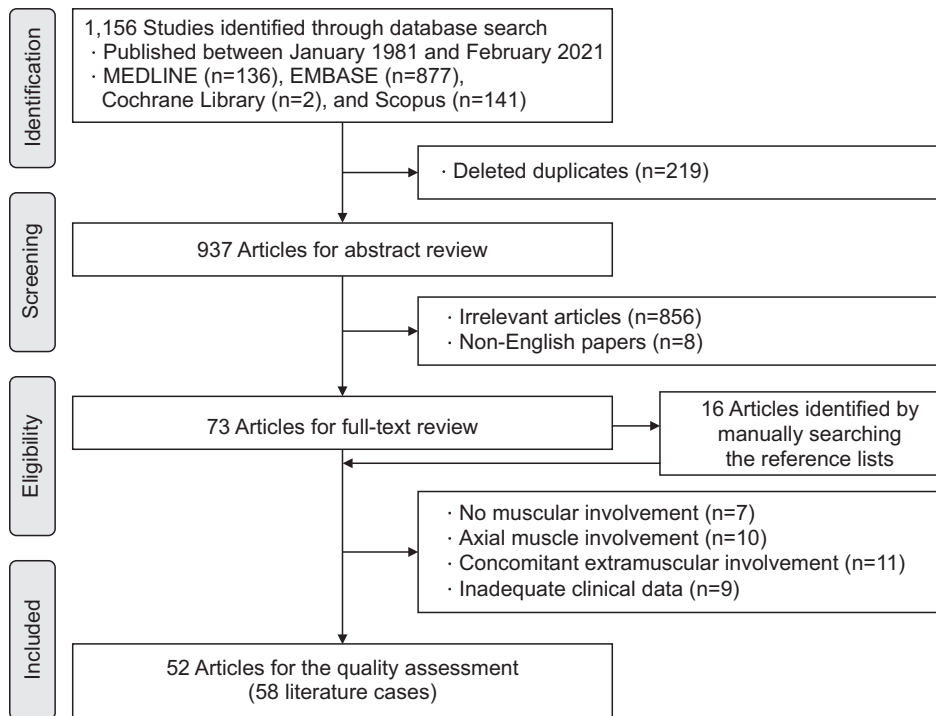 Identification
1,156 Studies identified through database search
· Published between January 1981 and February 2021
· MEDLINE (n=136), EMBASE (n=877),
Cochrane Library (n=2), and Scopus (n=141)
· Deleted duplicates (n=219)
Screening
937 Articles for abstract review
· Irrelevant articles (n=856)
· Non-English papers (n=8)
Eligibility
73 Articles for full-text review
16 Articles identified by
manually searching
the reference lists
· No muscular involvement (n=7)
· Axial muscle involvement (n=10)
· Concomitant extramuscular involvement (n=11)
· Inadequate clinical data (n=9)
Included
52 Articles for the quality assessment
(58 literature cases)